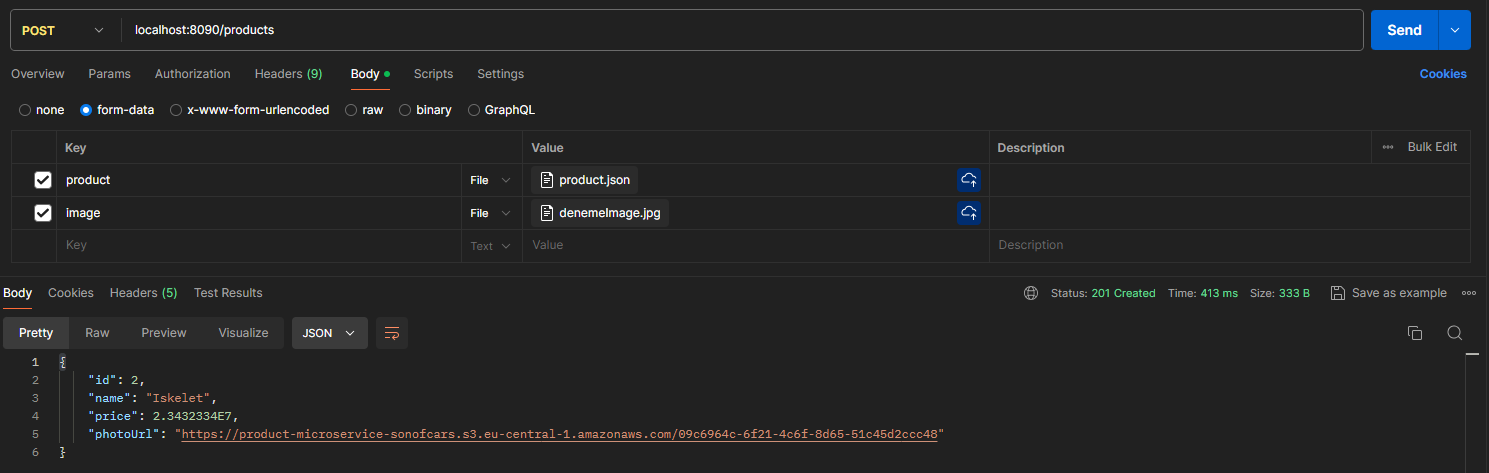 POST localhost:8090/products Send
Overview Params Authorization Headers (9) Body Scripts Settings Cookies
none form-data x-www-form-urlencoded raw binary GraphQL
Key Value Description Bulk Edit
product File product.json
image File denemeImage.jpg
Key Text Value Description
Body Cookies Headers (5) Test Results Status: 201 Created Time: 413 ms Size: 333 B Save as example
Pretty Raw Preview Visualize JSON
1 {
2 "id": 2,
3 "name": "Iskelet",
4 "price": 2.3432334E7,
5 "photoUrl": "https://product-microservice-sonofcars.s3.eu-central-1.amazonaws.com/09c6964c-6f21-4c6f-8d65-51c45d2ccc48"
6 }